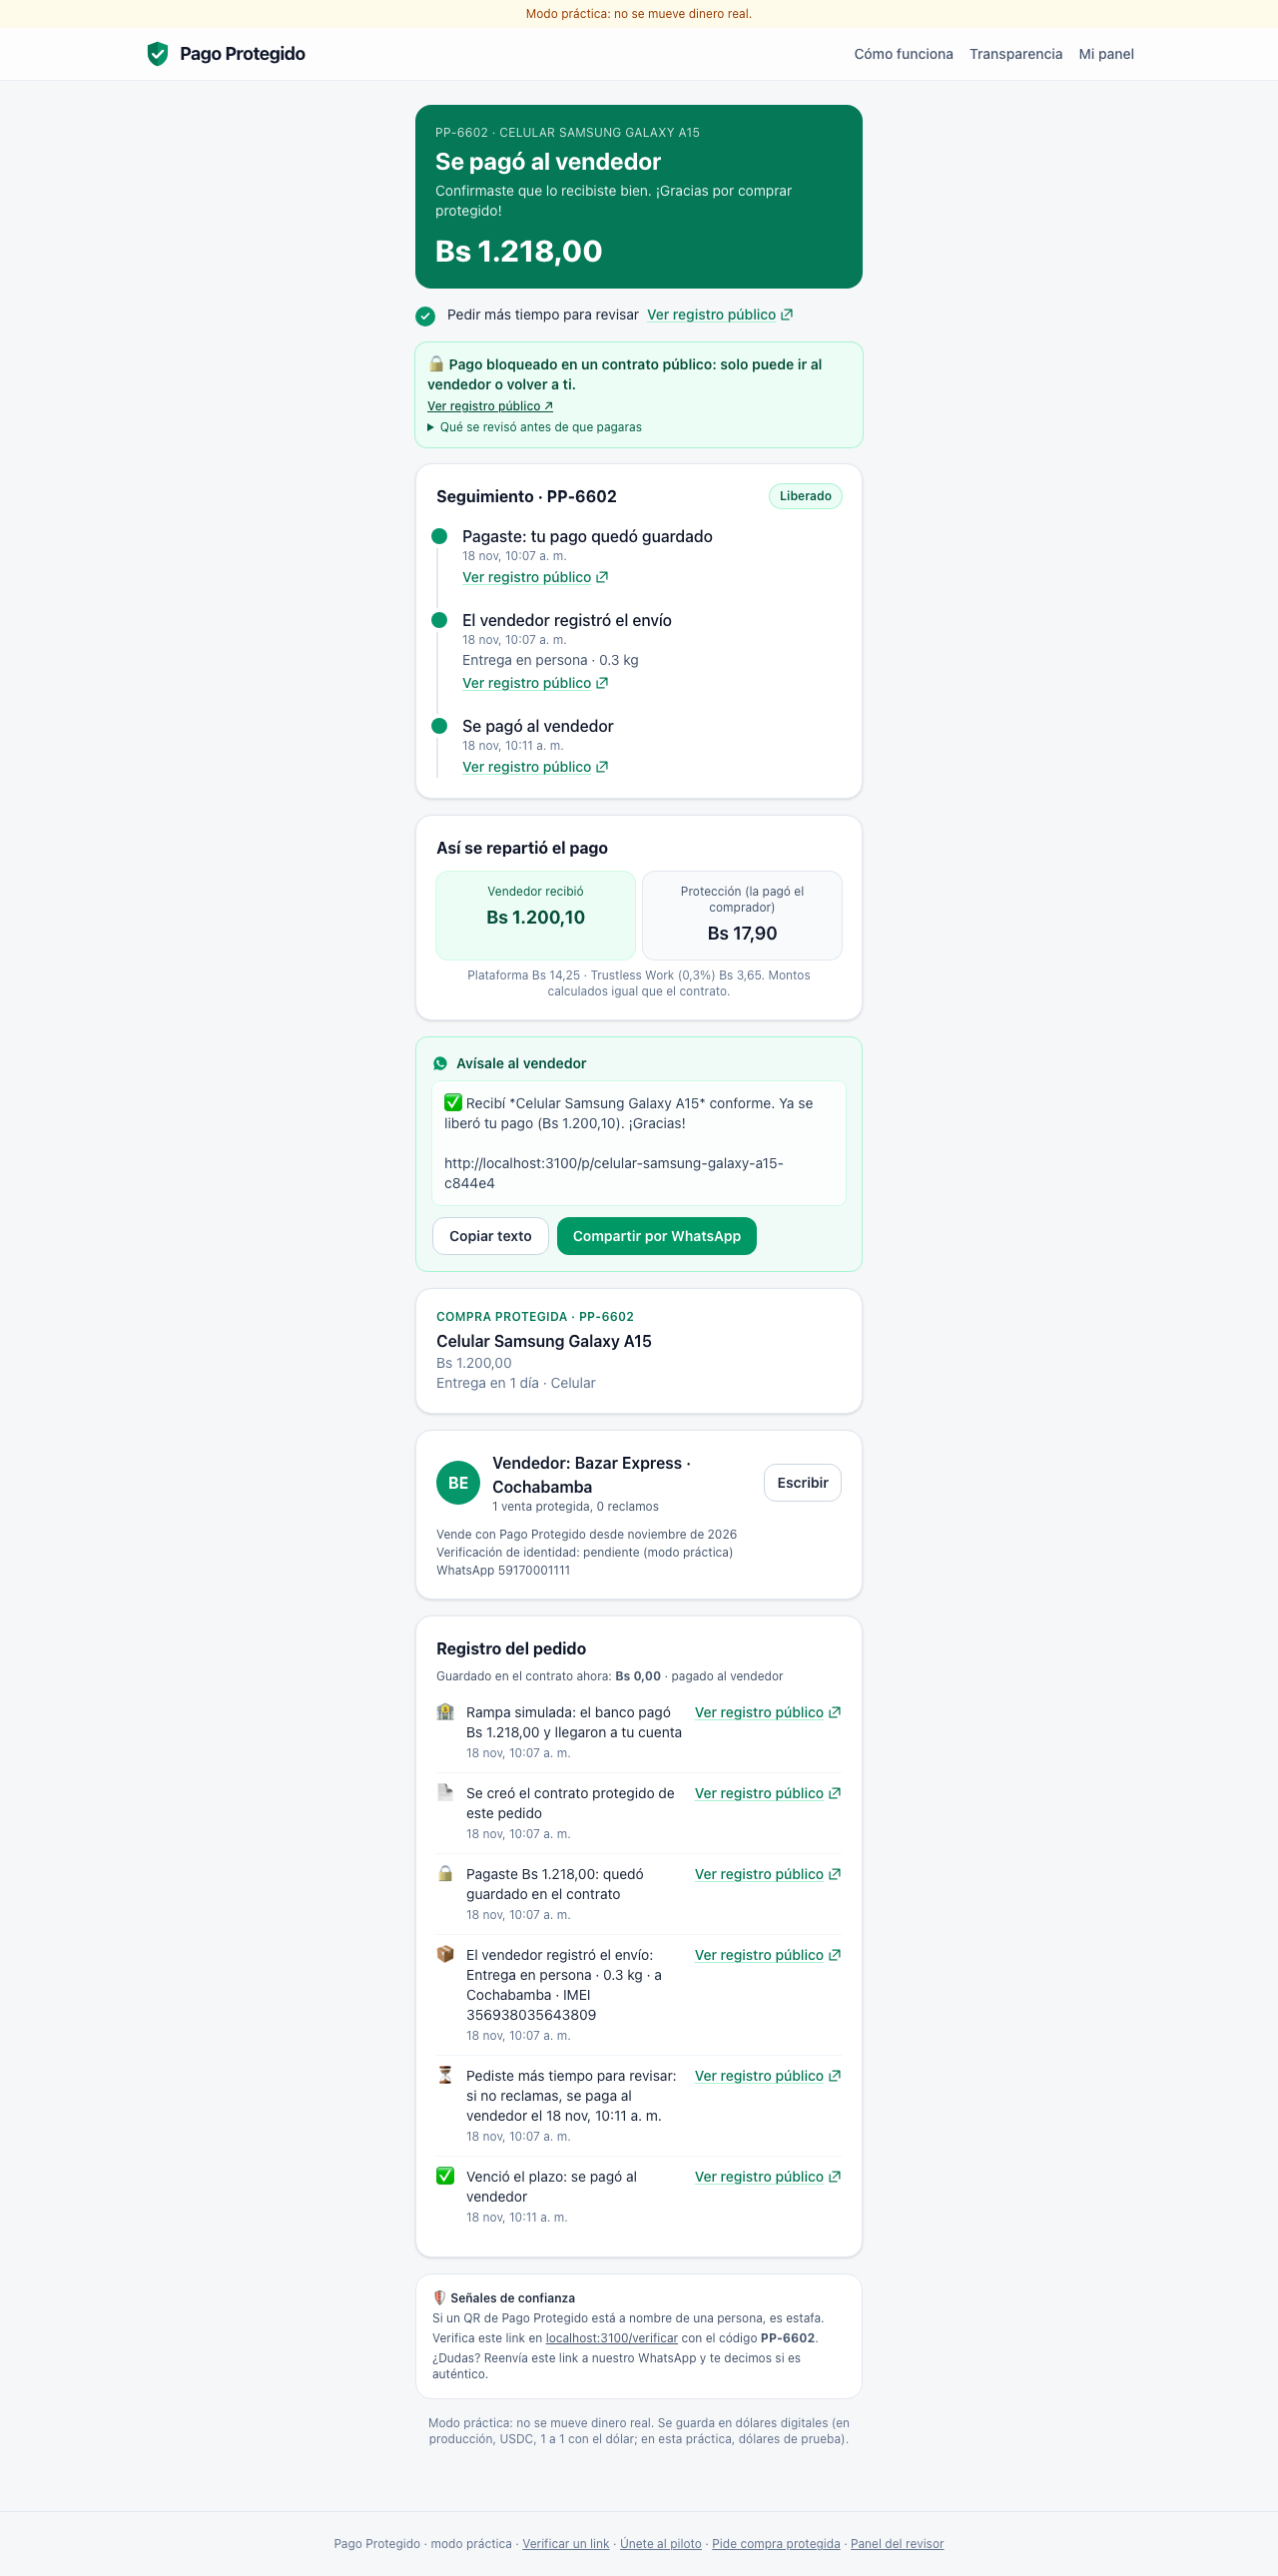 Modo práctica: no se mueve dinero real.
Pago Protegido
Cómo funciona Transparencia Mi panel
PP-6602 · CELULAR SAMSUNG GALAXY A15
Se pagó al vendedor
Confirmaste que lo recibiste bien. ¡Gracias por comprar
protegido!
Bs 1.218,00
Pedir más tiempo para revisar Ver registro público
Pago bloqueado en un contrato público: solo puede ir al
vendedor o volver a ti.
Ver registro público ↗
▶ Qué se revisó antes de que pagaras
Seguimiento · PP-6602
Liberado
Pagaste: tu pago quedó guardado
18 nov, 10:07 a. m.
Ver registro público
El vendedor registró el envío
18 nov, 10:07 a. m.
Entrega en persona · 0.3 kg
Ver registro público
Se pagó al vendedor
18 nov, 10:11 a. m.
Ver registro público
Así se repartió el pago
Vendedor recibió
Bs 1.200,10
Protección (la pagó el
comprador)
Bs 17,90
Plataforma Bs 14,25 · Trustless Work (0,3%) Bs 3,65. Montos
calculados igual que el contrato.
Avísale al vendedor
✅ Recibí *Celular Samsung Galaxy A15* conforme. Ya se
liberó tu pago (Bs 1.200,10). ¡Gracias!
http://localhost:3100/p/celular-samsung-galaxy-a15-
c844e4
Copiar texto
Compartir por WhatsApp
COMPRA PROTEGIDA · PP-6602
Celular Samsung Galaxy A15
Bs 1.200,00
Entrega en 1 día · Celular
BE
Vendedor: Bazar Express ·
Cochabamba
1 venta protegida, 0 reclamos
Escribir
Vende con Pago Protegido desde noviembre de 2026
Verificación de identidad: pendiente (modo práctica)
WhatsApp 59170001111
Registro del pedido
Guardado en el contrato ahora: Bs 0,00 · pagado al vendedor
Rampa simulada: el banco pagó
Bs 1.218,00 y llegaron a tu cuenta
18 nov, 10:07 a. m.
Ver registro público
Se creó el contrato protegido de
este pedido
18 nov, 10:07 a. m.
Ver registro público
Pagaste Bs 1.218,00: quedó
guardado en el contrato
18 nov, 10:07 a. m.
Ver registro público
El vendedor registró el envío:
Entrega en persona · 0.3 kg · a
Cochabamba · IMEI
356938035643809
18 nov, 10:07 a. m.
Ver registro público
Pediste más tiempo para revisar:
si no reclamas, se paga al
vendedor el 18 nov, 10:11 a. m.
18 nov, 10:07 a. m.
Ver registro público
Venció el plazo: se pagó al
vendedor
18 nov, 10:11 a. m.
Ver registro público
Señales de confianza
Si un QR de Pago Protegido está a nombre de una persona, es estafa.
Verifica este link en localhost:3100/verificar con el código PP-6602.
¿Dudas? Reenvía este link a nuestro WhatsApp y te decimos si es
auténtico.
Modo práctica: no se mueve dinero real. Se guarda en dólares digitales (en
producción, USDC, 1 a 1 con el dólar; en esta práctica, dólares de prueba).
Pago Protegido · modo práctica · Verificar un link · Únete al piloto · Pide compra protegida · Panel del revisor